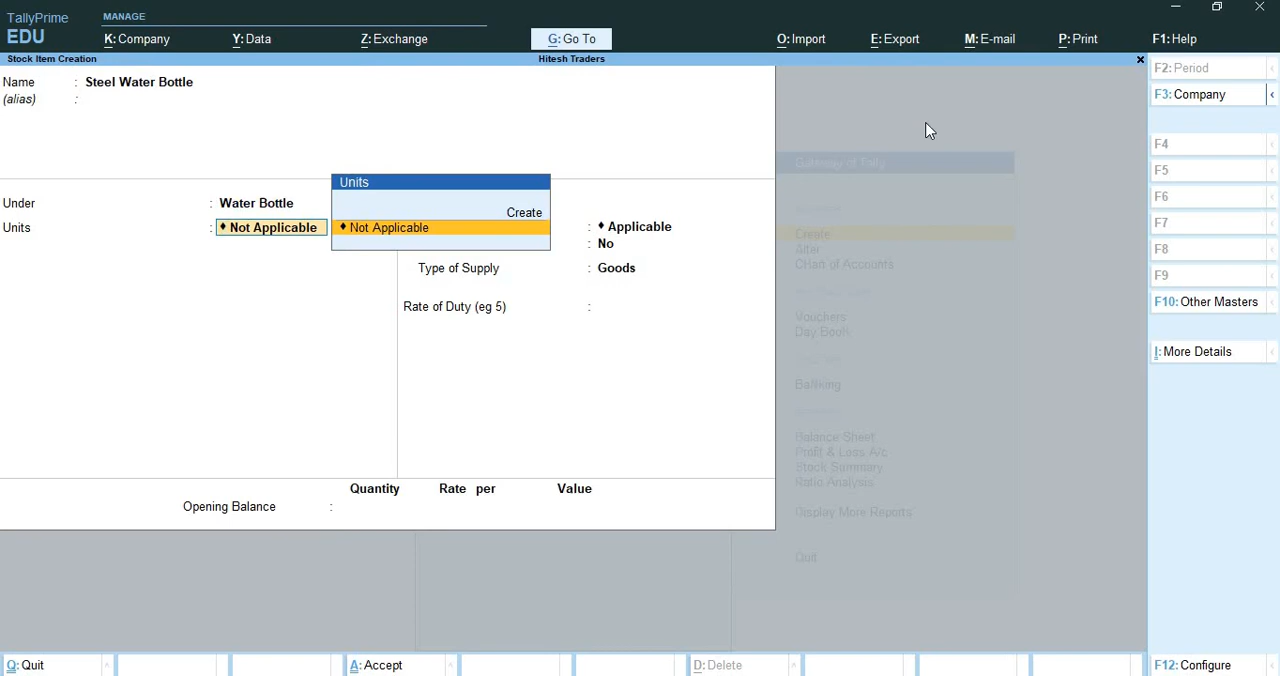 TallyPrime
EDU
MANAGE
K: Company
Y: Data
Z: Exchange
G: Go To
O: Import
E: Export
M: E-mail
P: Print
F1: Help
Stock Item Creation
Hitesh Traders
Name : Steel Water Bottle
(alias) :
Under : Water Bottle
Units : ♦ Not Applicable
Units
Create
♦ Not Applicable
: ♦ Applicable
: No
Type of Supply : Goods
Rate of Duty (eg 5) :
Quantity Rate per Value
Opening Balance :
Gateway of Tally
Create
Alter
Chart of Accounts
Vouchers
Day Book
Banking
Balance Sheet
Profit & Loss A/c
Stock Summary
Ratio Analysis
Display More Reports
Quit
F2: Period
F3: Company
F4
F5
F6
F7
F8
F9
F10: Other Masters
I: More Details
Q: Quit
A: Accept
D: Delete
F12: Configure